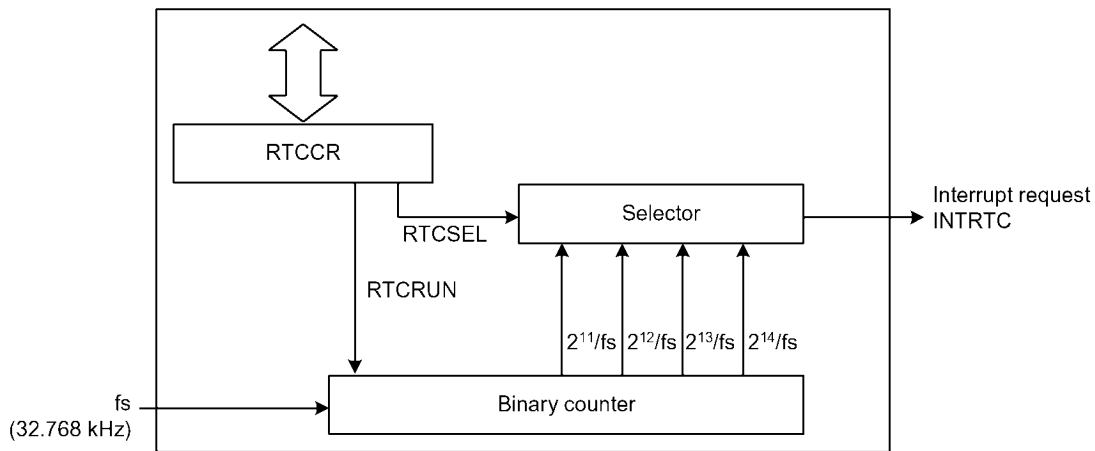 RTCCR
Selector
Interrupt request
INTRTC
RTCSEL
RTCRUN
2¹¹/fs 2¹²/fs 2¹³/fs 2¹⁴/fs
fs
(32.768 kHz)
Binary counter